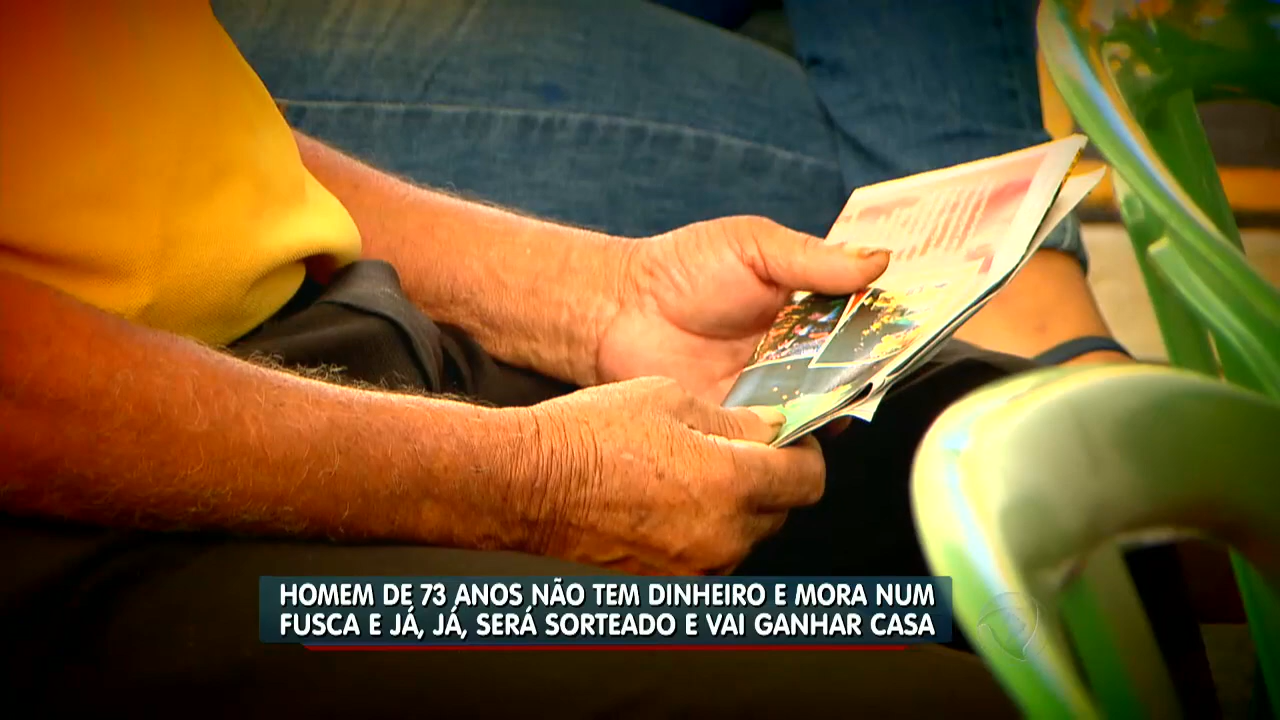 HOMEM DE 73 ANOS NÃO TEM DINHEIRO E MORA NUM
FUSCA E JÁ, JÁ, SERÁ SORTEADO E VAI GANHAR CASA